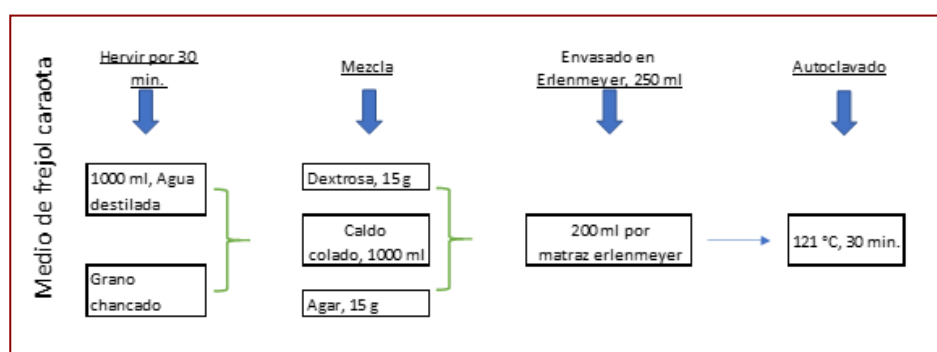 Medio de frejol caraota
Hervir por 30
min.
1000 ml, Agua
destilada
Grano
chancado
Mezcla
Dextrosa, 15 g
Caldo
colado, 1000 ml
Agar, 15 g
Envasado en
Erlenmeyer, 250 ml
200 ml por
matraz erlenmeyer
Autoclavado
121 °C, 30 min.